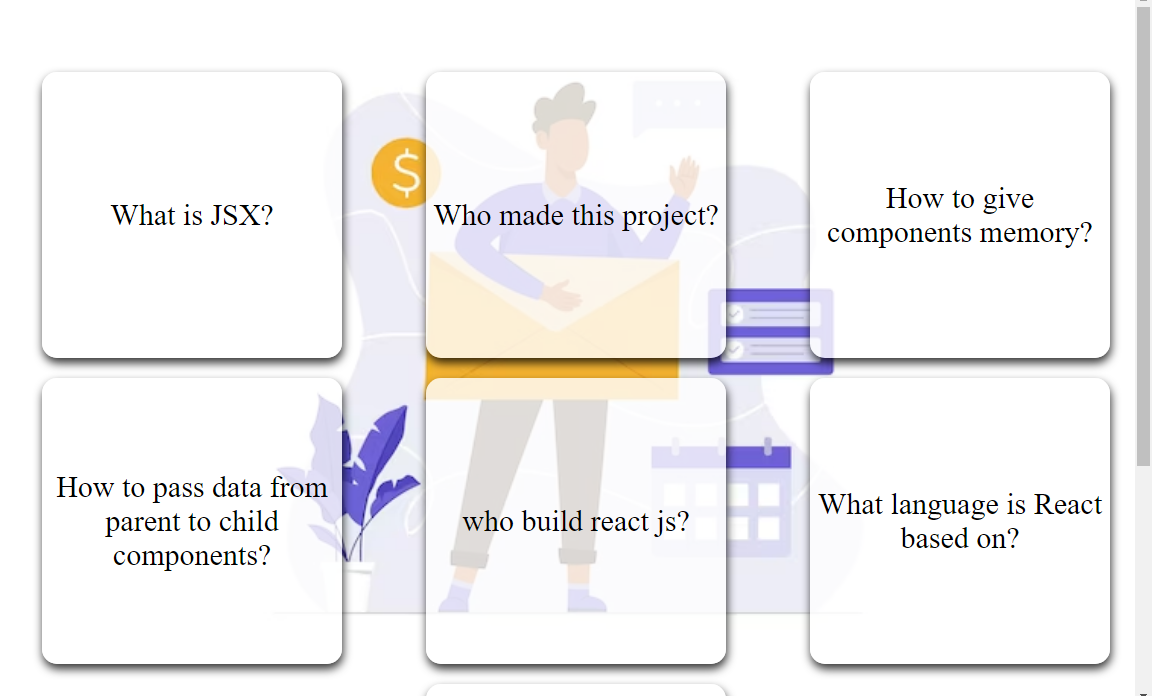 What is JSX?
Who made this project?
How to give
components memory?
How to pass data from
parent to child
components?
who build react js?
What language is React
based on?
$